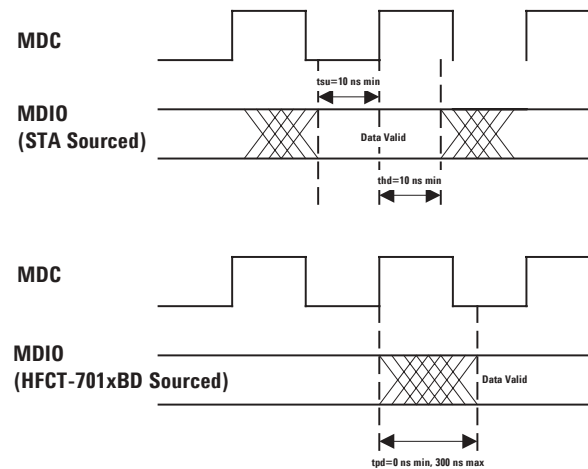 MDC
tsu=10 ns min
MDIO
(STA Sourced)
Data Valid
thd=10 ns min
MDC
MDIO
(HFCT-701xBD Sourced)
Data Valid
tpd=0 ns min, 300 ns max